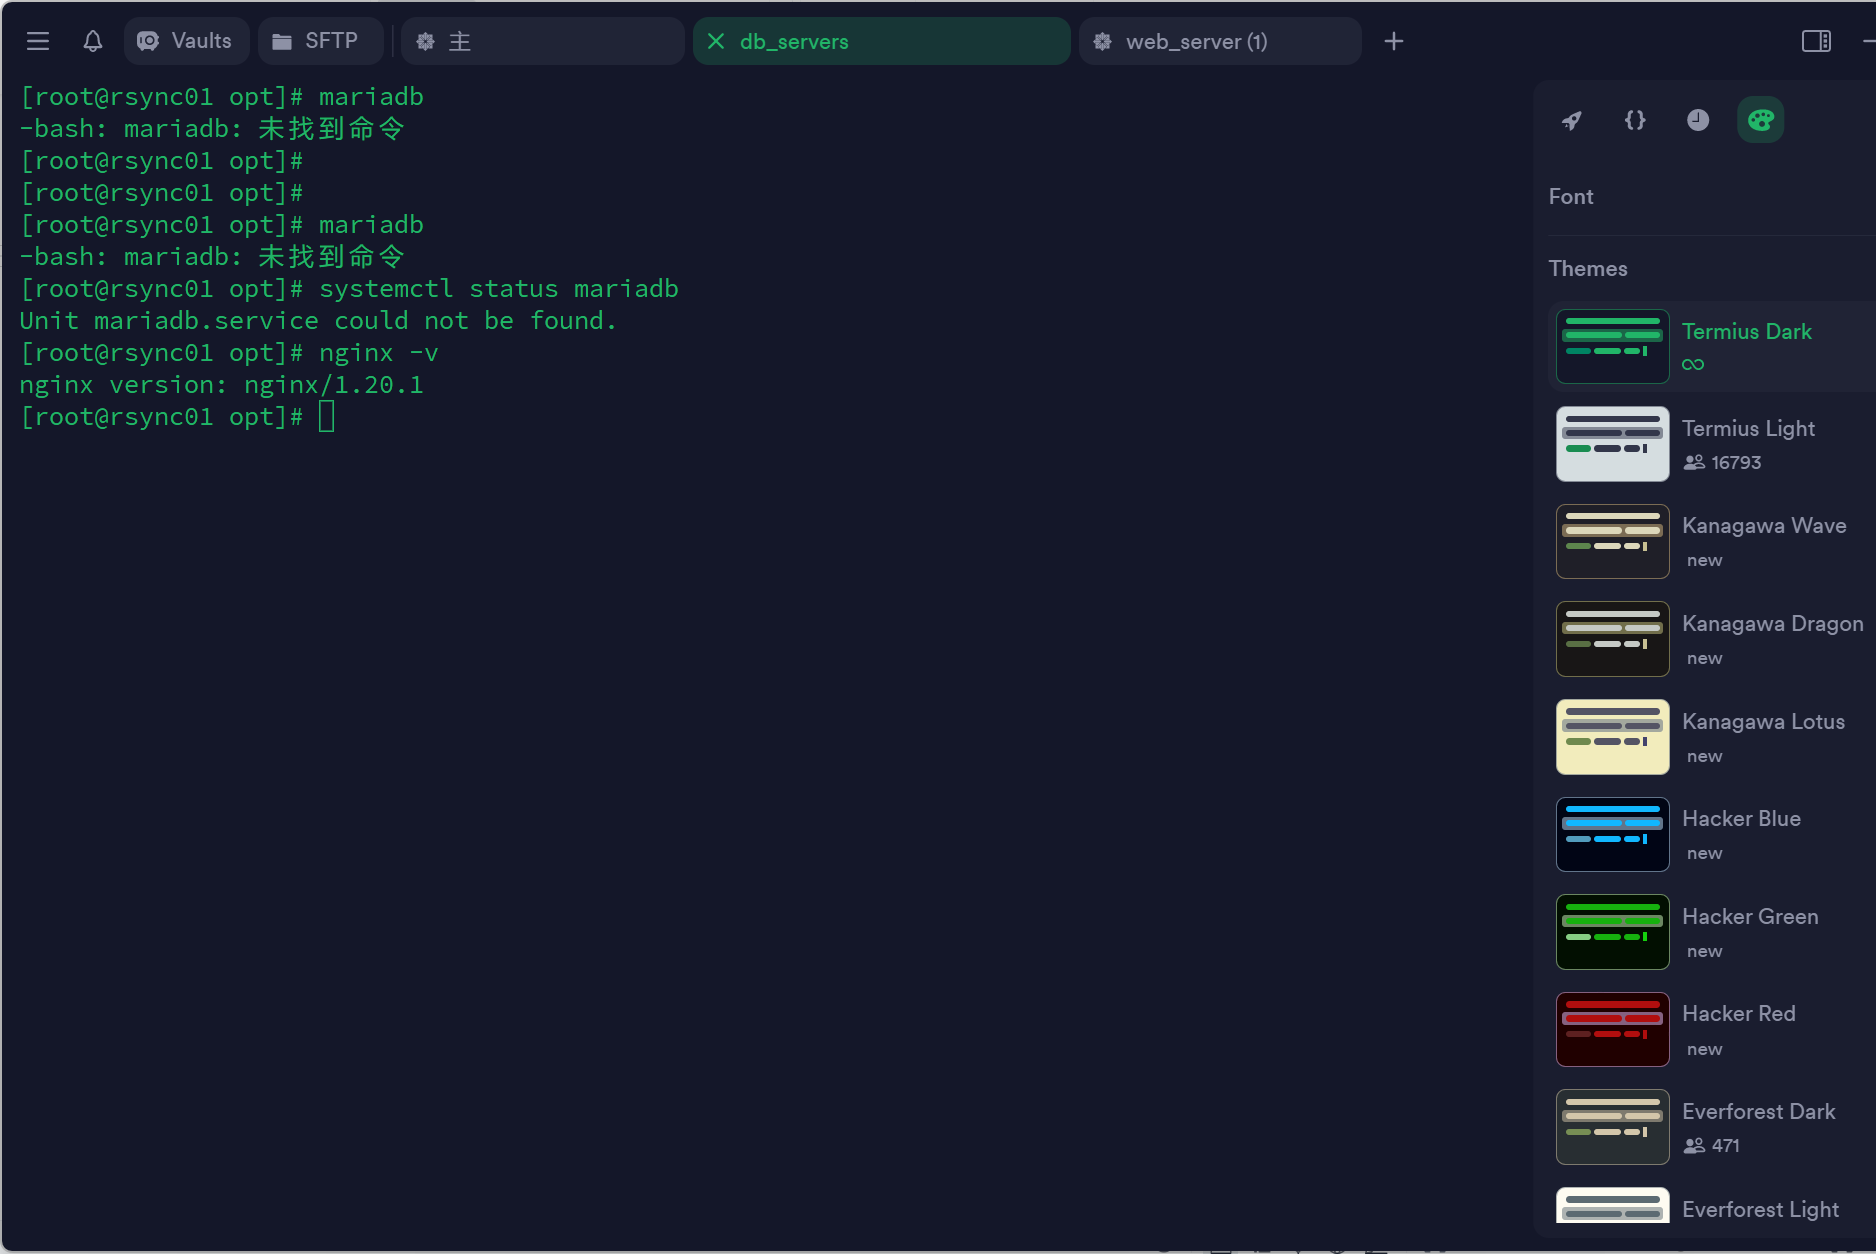 Vaults
SFTP
主
db_servers
web_server (1)
[root@rsync01 opt]# mariadb
-bash: mariadb: 未找到命令
[root@rsync01 opt]#
[root@rsync01 opt]#
[root@rsync01 opt]# mariadb
-bash: mariadb: 未找到命令
[root@rsync01 opt]# systemctl status mariadb
Unit mariadb.service could not be found.
[root@rsync01 opt]# nginx -v
nginx version: nginx/1.20.1
[root@rsync01 opt]#
Font
Themes
Termius Dark
Termius Light
16793
Kanagawa Wave
new
Kanagawa Dragon
new
Kanagawa Lotus
new
Hacker Blue
new
Hacker Green
new
Hacker Red
new
Everforest Dark
471
Everforest Light